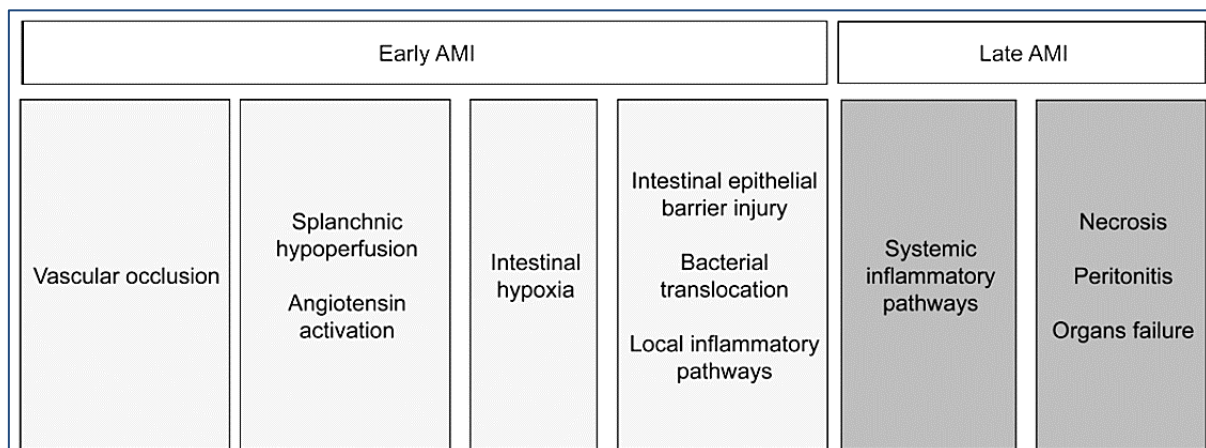 Early AMI
Late AMI
Vascular occlusion
Splanchnic
hypoperfusion
Angiotensin
activation
Intestinal
hypoxia
Intestinal epithelial
barrier injury
Bacterial
translocation
Local inflammatory
pathways
Systemic
inflammatory
pathways
Necrosis
Peritonitis
Organs failure